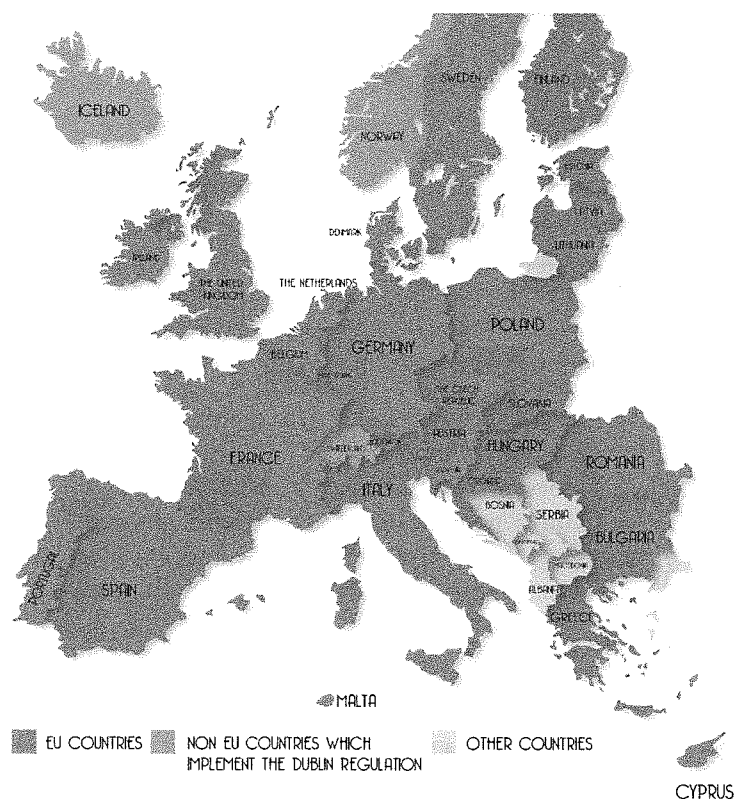 ICELAND
SWEDEN
FINLAND
NORWAY
ESTONIA
LATVIA
DENMARK
LITHUANIA
IRELAND
THE UNITED
KINGDOM
THE NETHERLANDS
POLAND
BELGIUM
GERMANY
THE CZECH
REPUBLIC
SLOVAKIA
AUSTRIA
HUNGARY
FRANCE
ROMANIA
ITALY
BOSNIA
SERBIA
BULGARIA
PORTUGAL
SPAIN
ALBANIA
GREECE
MALTA
EU COUNTRIES
NON EU COUNTRIES WHICH
IMPLEMENT THE DUBLIN REGULATION
OTHER COUNTRIES
CYPRUS